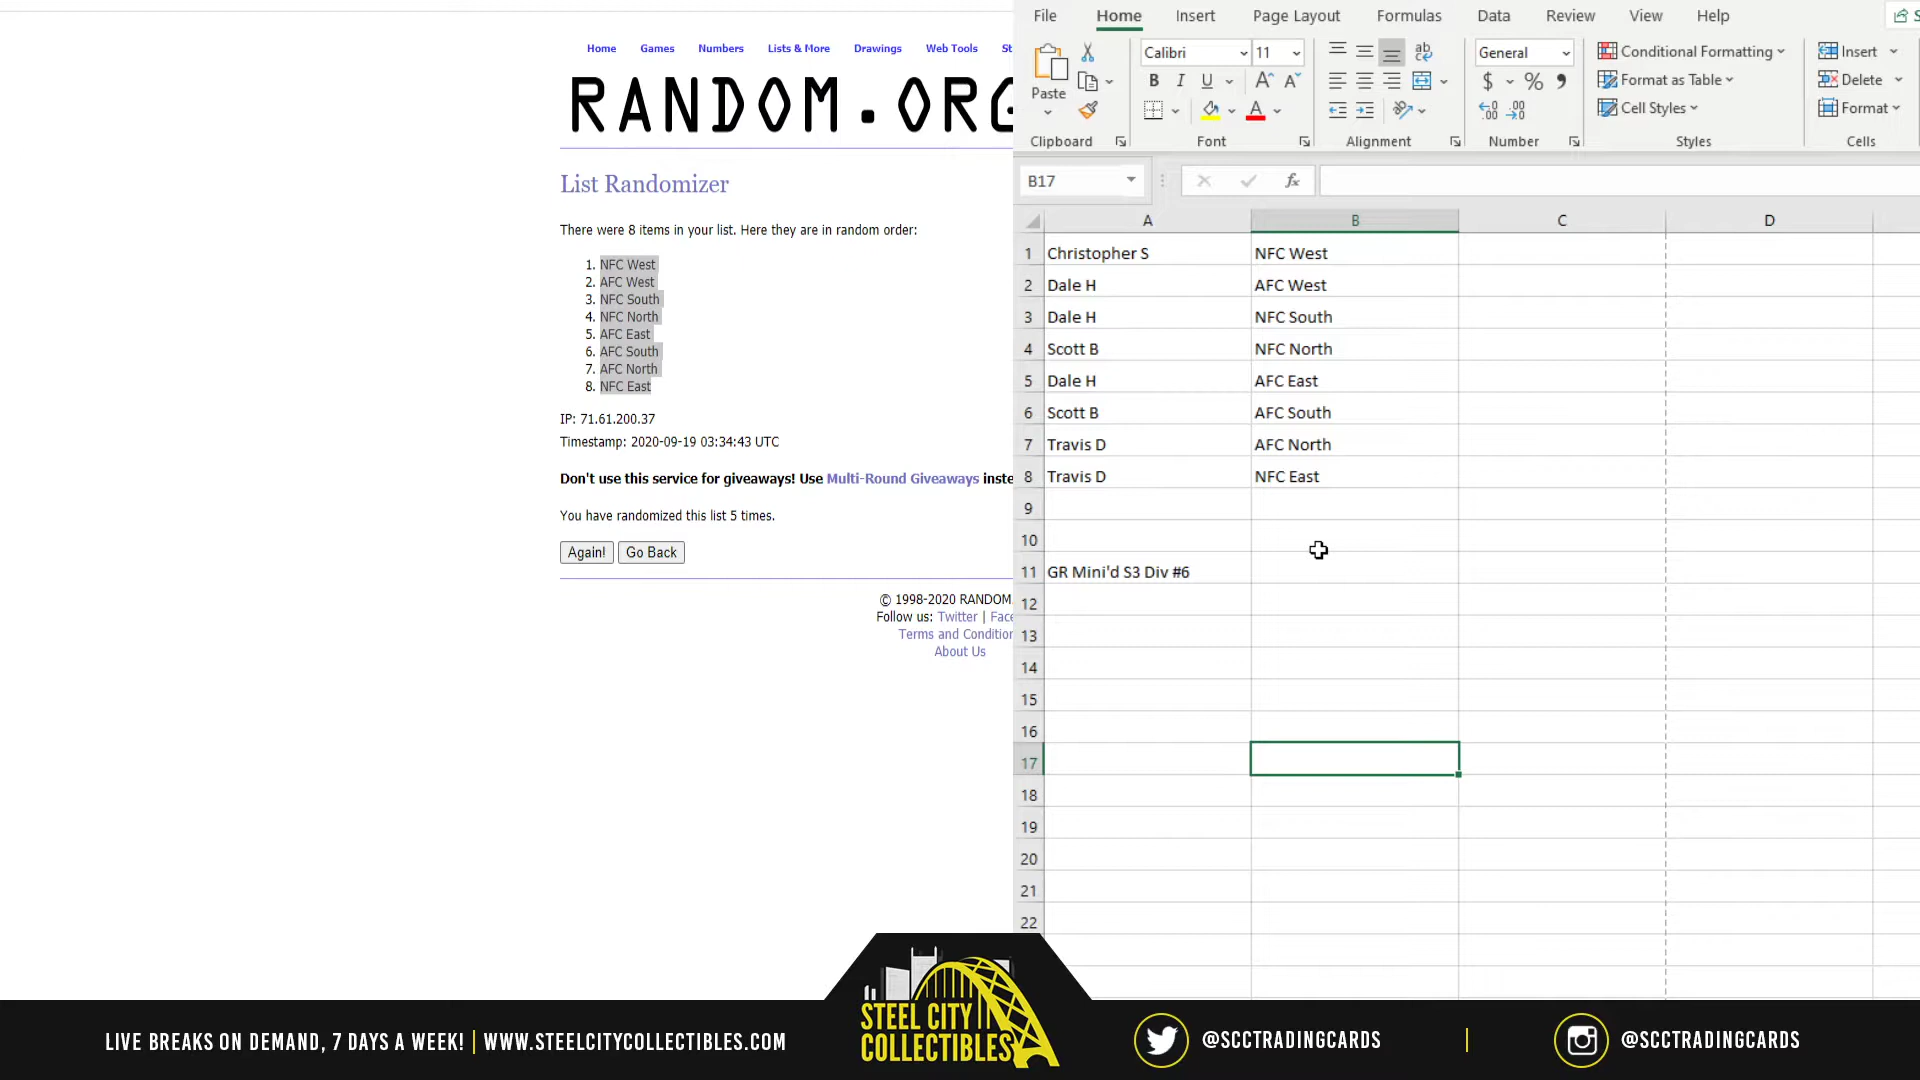 Home Games Numbers Lists & More Drawings Web Tools St
RANDOM.ORG
List Randomizer
There were 8 items in your list. Here they are in random order:
1. NFC West
2. AFC West
3. NFC South
4. NFC North
5. AFC East
6. AFC South
7. AFC North
8. NFC East
IP: 71.61.200.37
Timestamp: 2020-09-19 03:34:43 UTC
Don't use this service for giveaways! Use Multi-Round Giveaways inste
You have randomized this list 5 times.
Again! Go Back
© 1998-2020 RANDOM.
Follow us: Twitter | Face
Terms and Condition
About Us
File Home Insert Page Layout Formulas Data Review View Help S
Paste Calibri 11 General Conditional Formatting Insert
B I U A A $ % 9 Format as Table Delete
A Cell Styles Format
Clipboard Font Alignment Number Styles Cells
B17 fx
A B C D
1 Christopher S NFC West
2 Dale H AFC West
3 Dale H NFC South
4 Scott B NFC North
5 Dale H AFC East
6 Scott B AFC South
7 Travis D AFC North
8 Travis D NFC East
9
10
11 GR Mini'd S3 Div #6
12
13
14
15
16
17
18
19
20
21
22
LIVE BREAKS ON DEMAND, 7 DAYS A WEEK! | WWW.STEELCITYCOLLECTIBLES.COM
STEEL CITY
COLLECTIBLES
@SCCTRADINGCARDS | @SCCTRADINGCARDS